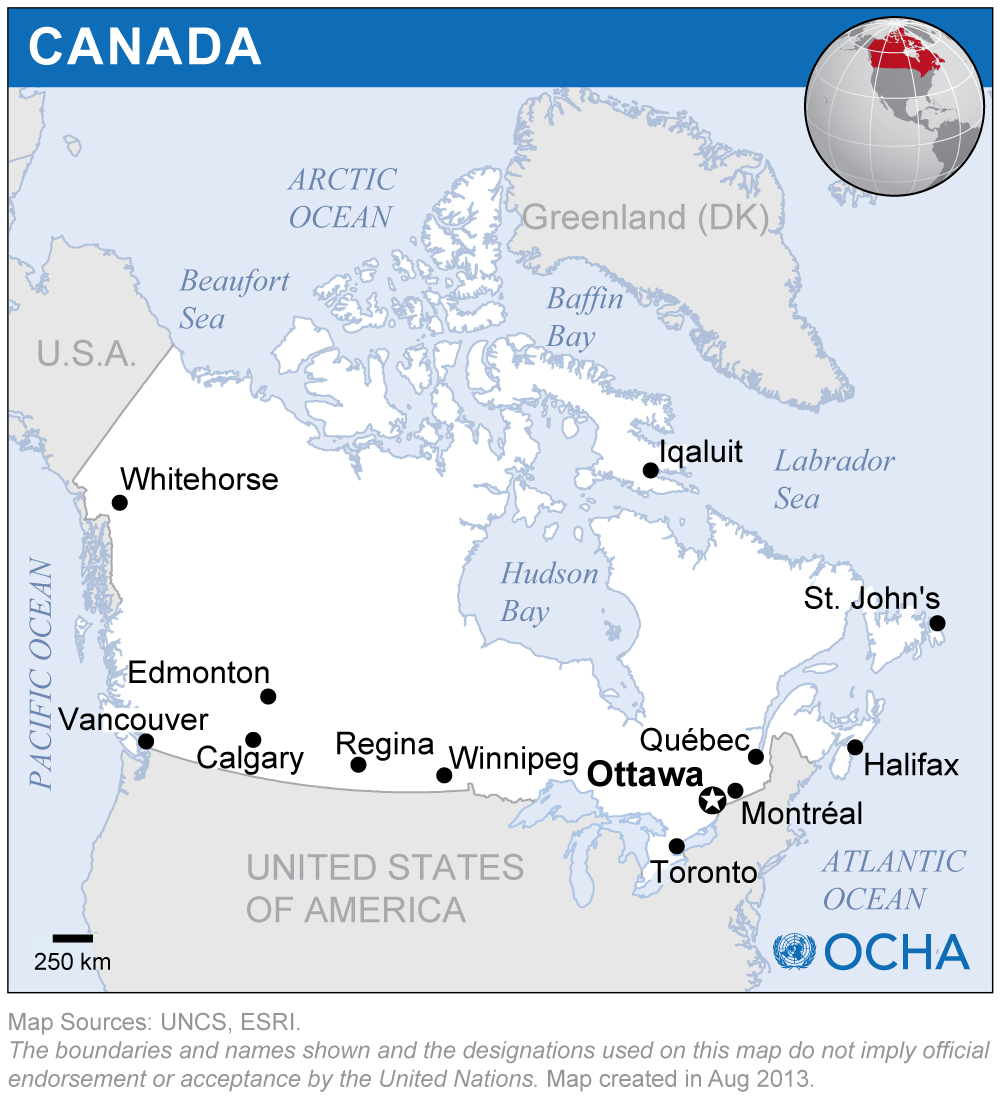 CANADA
ARCTIC
OCEAN
Greenland (DK)
Beaufort
Sea
Baffin
Bay
U.S.A.
Iqaluit
Labrador
Sea
Whitehorse
PACIFIC OCEAN
Hudson
Bay
St. John's
Edmonton
Vancouver
Calgary
Regina
Winnipeg
Québec
Ottawa
Halifax
Montréal
Toronto
UNITED STATES
OF AMERICA
ATLANTIC
OCEAN
250 km
OCHA
Map Sources: UNCS, ESRI.
The boundaries and names shown and the designations used on this map do not imply official
endorsement or acceptance by the United Nations. Map created in Aug 2013.